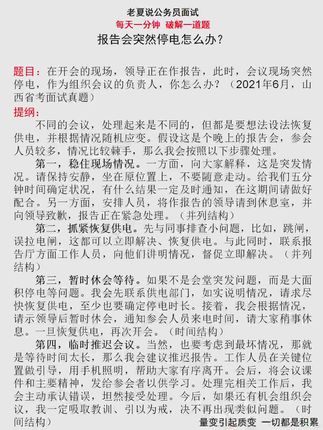 老夏说公务员面试
每天一分钟 破解一道题
报告会突然停电怎么办？
题目：在开会的现场，领导正在作报告，此时，会议现场突然
停电，作为组织会议的负责人，你怎么办？（2021年6月，山
西省考面试真题）
提纲：
不同的会议，处理起来是不同的，但都是要想法设法恢复
供电，并根据情况随机应变。假设这是个晚上的报告会，参会
人员较多，情况比较棘手，那么我会按照以下步骤处理。
第一，稳住现场情况。一方面，向大家解释，这是突发情
况。请保持安静，坐在原位置上，不要随意走动。给我们五分
钟时间确定状况，有什么结果一定及时通知，在这期间请做好
配合。另一方面，安排人员，将作报告的领导请到休息室，并
向领导致歉，报告正在紧急处理。（并列结构）
第二，抓紧恢复供电。先与同事排查小问题，比如，跳闸，
误拉电闸，这都可以立即解决、恢复供电。与此同时，联系报
告厅方面工作人员，向他们讲明情况，督促立即解决。（并列
结构）
第三，暂时休会等待。如果不是会堂突发问题，而是大面
积停电等问题。我会先联系供电部门，如实说明情况，请求尽
快恢复供电，至少也要确定停电时长。接着，我会根据情况，
请示领导后暂时休会，通知参会人员来电时间，请大家稍事休
息。一旦恢复供电，再次开会。（时间结构）
第四，临时推迟会议。当然，也要考虑到最坏情况，那就
是等待时间太长，那么我会建议推迟报告。工作人员在关键位
置做引导，用手机照明，帮助大家有序离开。会后，将会议课
件和主要精神，发给参会者以供学习。处理完相关工作后，我
会主动承认错误，坦然接受处理。今后，如果还有机会组织会
议，我一定吸取教训、引以为戒，决不再出现类似问题。（时
间结构）
量变引起质变 一切都是积累